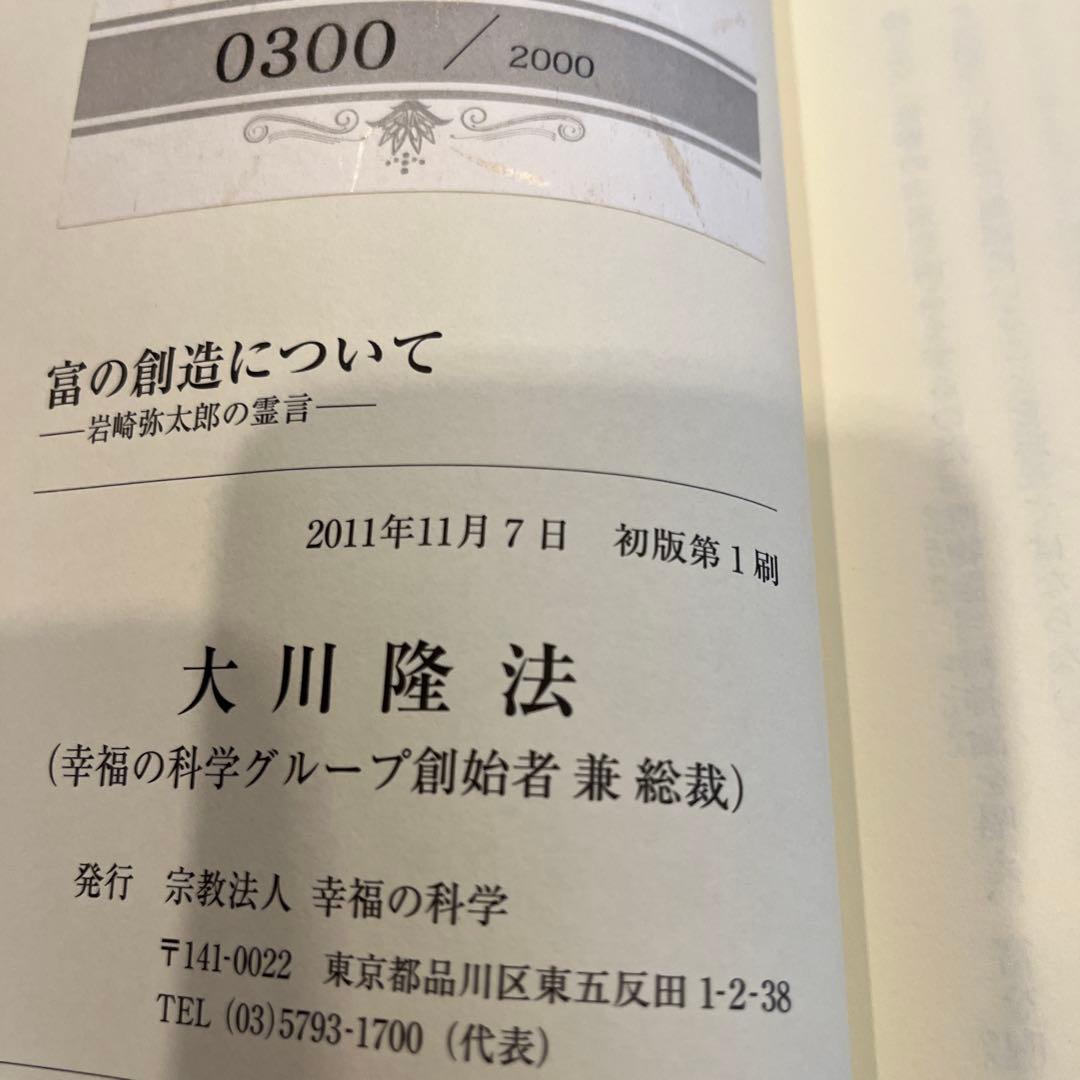 0300 / 2000
富の創造について
―岩崎弥太郎の霊言―
2011年11月7日 初版第1刷
大川隆法
(幸福の科学グループ創始者 兼 総裁)
発行 宗教法人 幸福の科学
〒141-0022 東京都品川区東五反田1-2-38
TEL (03)5793-1700 (代表)